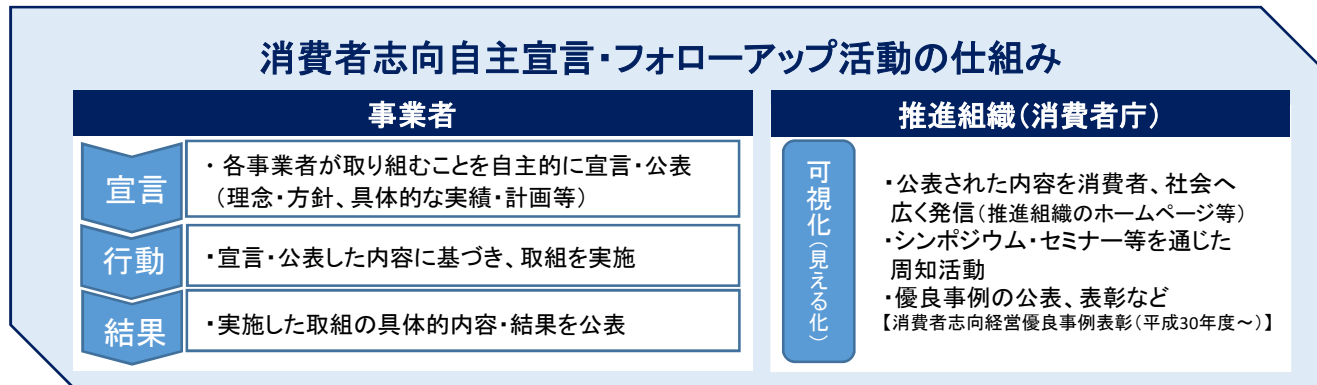 消費者志向自主宣言・フォローアップ活動の仕組み
事業者
宣言
・ 各事業者が取り組むことを自主的に宣言・公表
（理念・方針、具体的な実績・計画等）
行動
・宣言・公表した内容に基づき、取組を実施
結果
・実施した取組の具体的内容・結果を公表
推進組織（消費者庁）
可視化（見える化）
・公表された内容を消費者、社会へ
広く発信（推進組織のホームページ等）
・シンポジウム・セミナー等を通じた
周知活動
・優良事例の公表、表彰など
【消費者志向経営優良事例表彰（平成30年度～）】